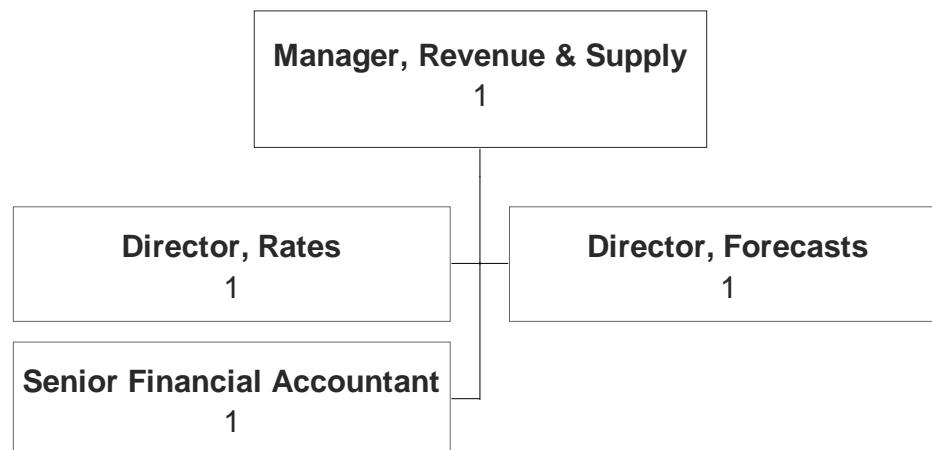 Manager, Revenue & Supply
1
Director, Rates
1
Director, Forecasts
1
Senior Financial Accountant
1